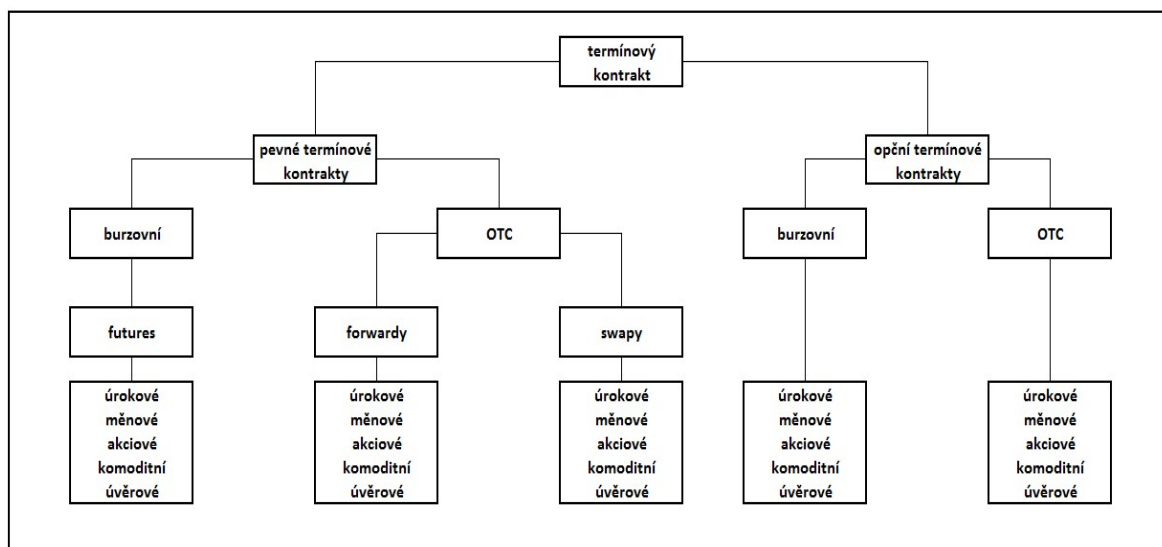 termínový
kontrakt
pevné termínové
kontrakty
opční termínové
kontrakty
burzovní
OTC
burzovní
OTC
futures
forwardy
swapy
úrokové
měnové
akciové
komoditní
úvěrové
úrokové
měnové
akciové
komoditní
úvěrové
úrokové
měnové
akciové
komoditní
úvěrové
úrokové
měnové
akciové
komoditní
úvěrové
úrokové
měnové
akciové
komoditní
úvěrové